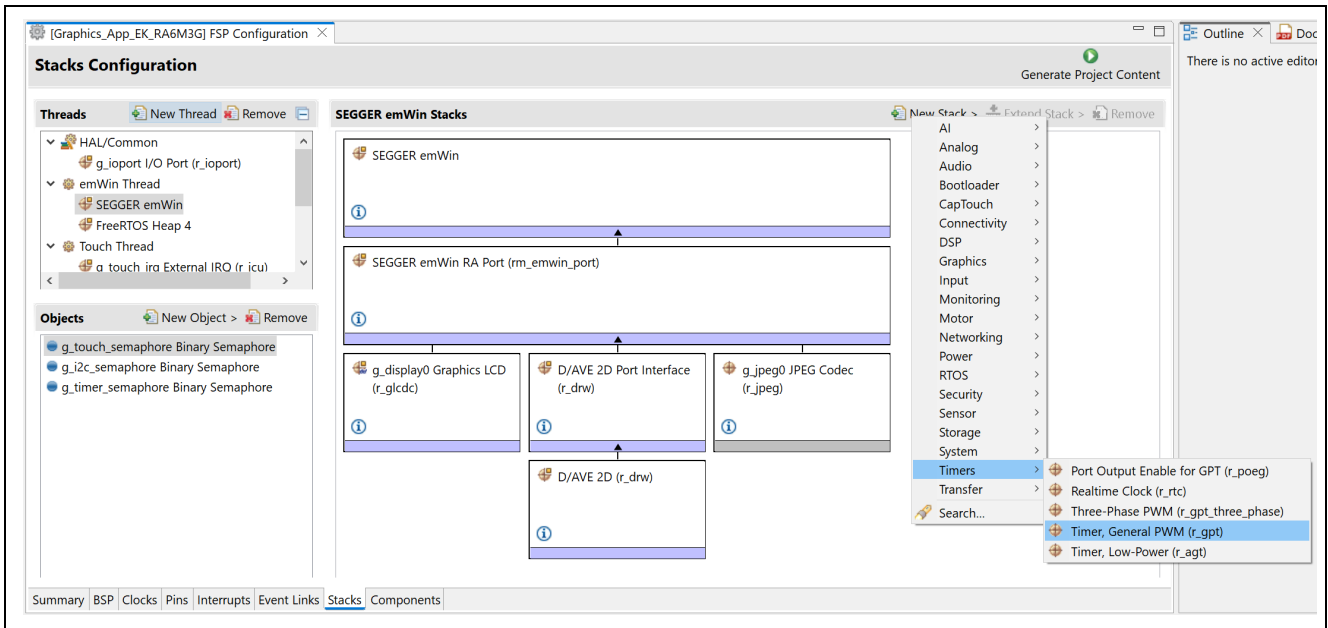 [Graphics_App_EK_RA6M3G] FSP Configuration
Outline
Doc
Stacks Configuration
Generate Project Content
There is no active editor
Threads
New Thread
Remove
SEGGER emWin Stacks
New Stack >
Extend Stack >
Remove
HAL/Common
g_ioport I/O Port (r_ioport)
emWin Thread
SEGGER emWin
FreeRTOS Heap 4
Touch Thread
g_touch_irq External IRQ (r_icu)
Objects
New Object >
Remove
g_touch_semaphore Binary Semaphore
g_i2c_semaphore Binary Semaphore
g_timer_semaphore Binary Semaphore
SEGGER emWin
SEGGER emWin RA Port (rm_emwin_port)
g_display0 Graphics LCD
(r_glcdc)
D/AVE 2D Port Interface
(r_drw)
g_jpeg0 JPEG Codec
(r_jpeg)
D/AVE 2D (r_drw)
AI
Analog
Audio
Bootloader
CapTouch
Connectivity
DSP
Graphics
Input
Monitoring
Motor
Networking
Power
RTOS
Security
Sensor
Storage
System
Timers
Transfer
Search...
Port Output Enable for GPT (r_poeg)
Realtime Clock (r_rtc)
Three-Phase PWM (r_gpt_three_phase)
Timer, General PWM (r_gpt)
Timer, Low-Power (r_agt)
Summary
BSP
Clocks
Pins
Interrupts
Event Links
Stacks
Components